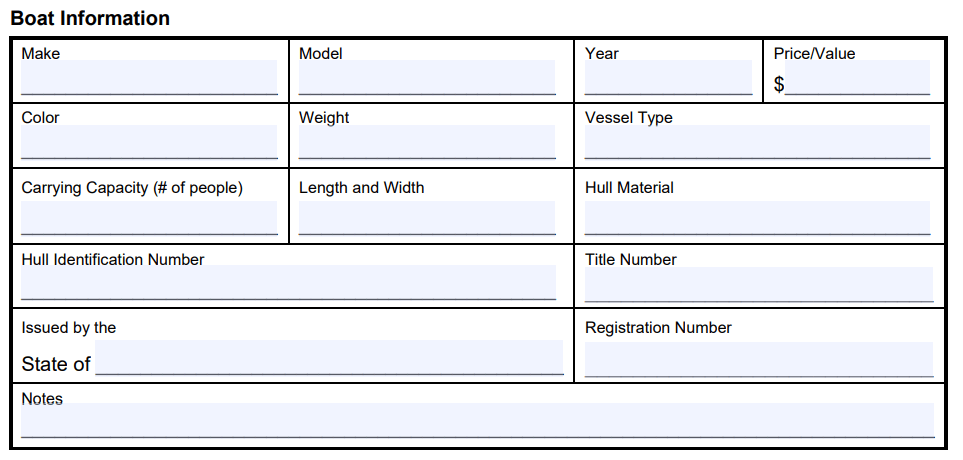 Boat Information
Make Model Year Price/Value
$
Color Weight Vessel Type
Carrying Capacity (# of people) Length and Width Hull Material
Hull Identification Number Title Number
Issued by the Registration Number
State of
Notes